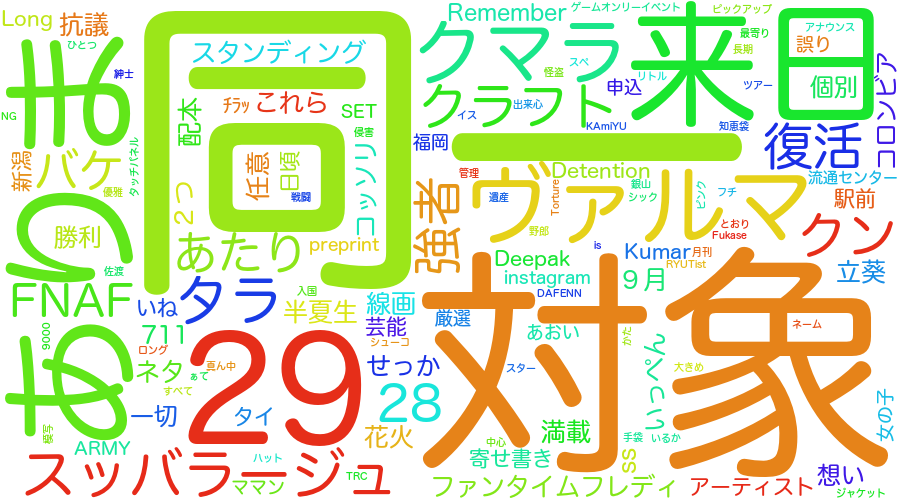 Long
抗議
ひとつ
紳士
NG
あわま
回
スタンディング
Remember
ゲームオンリーイベント
ピックアップ
アナウンス
最寄り
誤り
長期
クマラ
来日
個別
怪盗
スペ
リトル
ツアー
申込
クラフト
イス
出来心
KAmiYU
知恵袋
コロンビア
復活
ﾁﾗｯ
これら
SET
配本
侵害
福岡
ー
新潟
バケ
優雅
タッチパネル
2つ
任意
日頃
戦闘
コッソリ
管理
強者
遺産
Detention
Torture
野郎
ヴァルマ
銀山
シック
ピンク
フチ
流通センター
駅前
とおり
Fukase
クン
勝利
あたり
preprint
is
Kumar
月刊
RYUTist
Deepak
instagram
DAFENN
9月
立葵
佐渡
FNAF
いね
タラ
入国
半夏生
線画
厳選
芸能
あおい
対象
ネーム
9000
711
ロング
ネタ
ぁて
真ん中
すべて
29
シューコ
せっか
スター
かた
いっぺん
大きめ
女の子
一切
タイ
28
花火
満載
模写
ARMY
ハット
中心
寄せ書き
手袋
SS
いるか
想い
スッパラージュ
ママン
TRC
ファンタイムフレディ
アーティスト
ジャケット